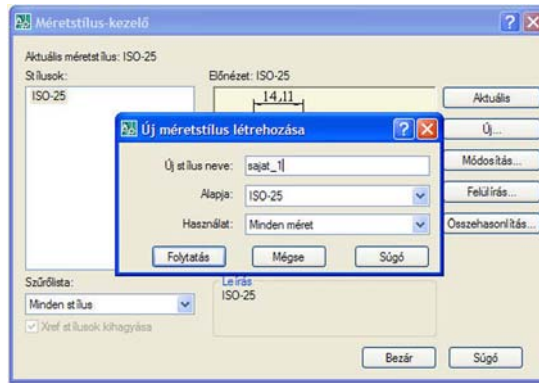 Méretstílus-kezelő
Aktuális méretstílus: ISO-25
Stílusok:
Előnézet: ISO-25
ISO-25
14,11
Aktuális
Új méretstílus létrehozása
Új...
Új stílus neve: sajat_1
Módosítás...
Alapja: ISO-25
Felülírás...
Használat: Minden méret
Összehasonlítás...
Folytatás
Mégse
Súgó
Szűrőlista:
Leírás
Minden stílus
ISO-25
Xref stílusok kihagyása
Bezár
Súgó